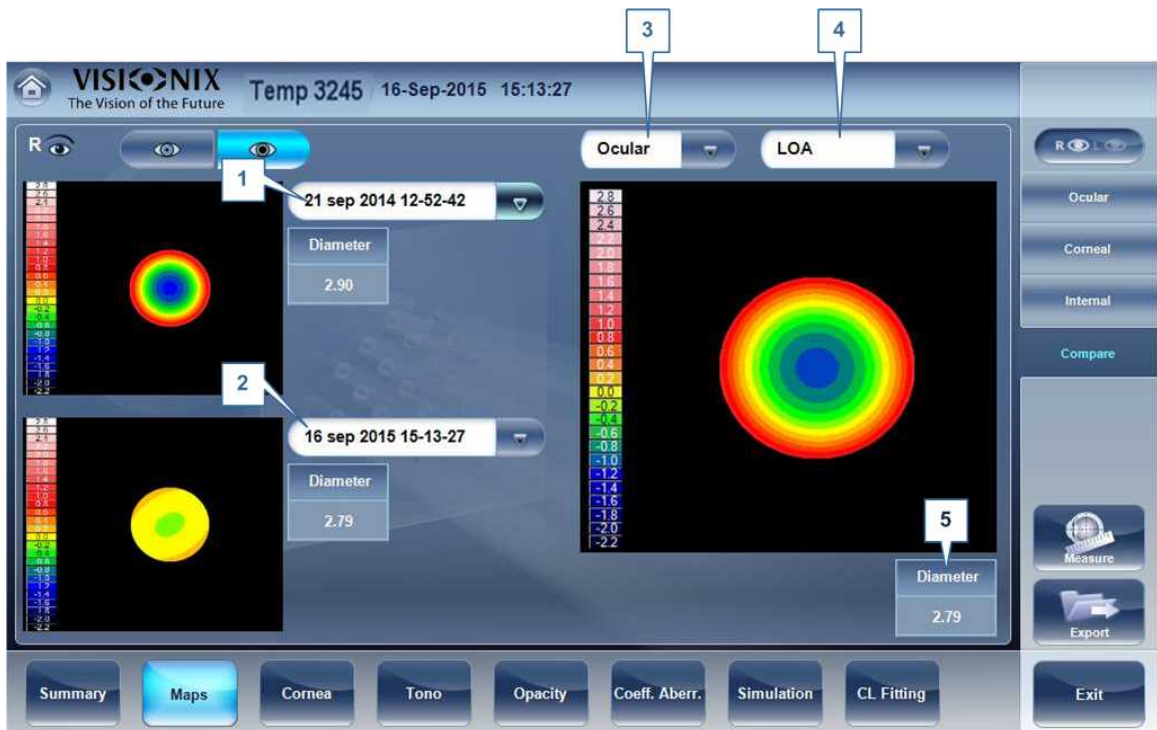 3
4
VISIONIX
The Vision of the Future
Temp 3245
16-Sep-2015 15:13:27
R
Ocular
LOA
R L
1
21 sep 2014 12-52-42
Diameter
2.90
2
16 sep 2015 15-13-27
Diameter
2.79
2.8
2.6
2.4
2.2
2.0
1.8
1.6
1.4
1.2
1.0
0.8
0.6
0.4
0.2
0.0
-0.2
-0.4
-0.6
-0.8
-1.0
-1.2
-1.4
-1.6
-1.8
-2.0
-2.2
5
Diameter
2.79
Ocular
Corneal
Internal
Compare
Measure
Export
Summary
Maps
Cornea
Tono
Opacity
Coeff. Aberr.
Simulation
CL Fitting
Exit